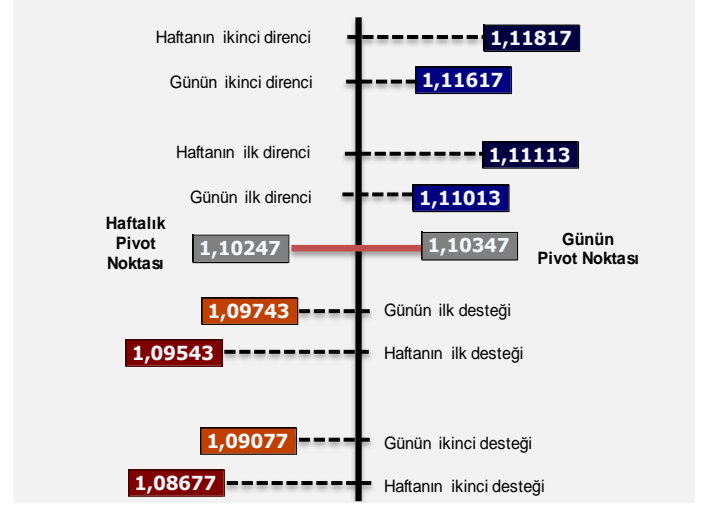 Haftanın ikinci direnci 1,11817
Günün ikinci direnci 1,11617
Haftanın ilk direnci 1,11113
Günün ilk direnci 1,11013
Haftalık
Pivot
Noktası
1,10247 1,10347
Günün
Pivot Noktası
1,09743 Günün ilk desteği
1,09543 Haftanın ilk desteği
1,09077 Günün ikinci desteği
1,08677 Haftanın ikinci desteği